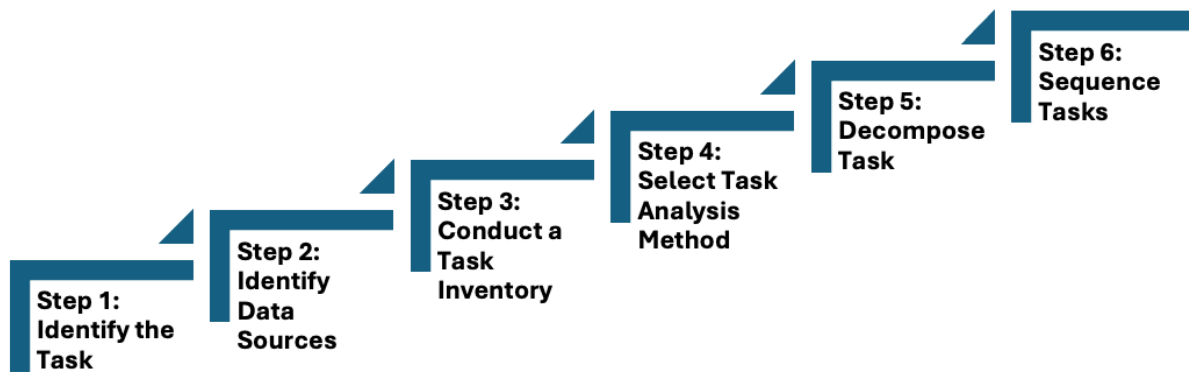 Step 1:
Identify the
Task
Step 2:
Identify
Data
Sources
Step 3:
Conduct a
Task
Inventory
Step 4:
Select Task
Analysis
Method
Step 5:
Decompose
Task
Step 6:
Sequence
Tasks